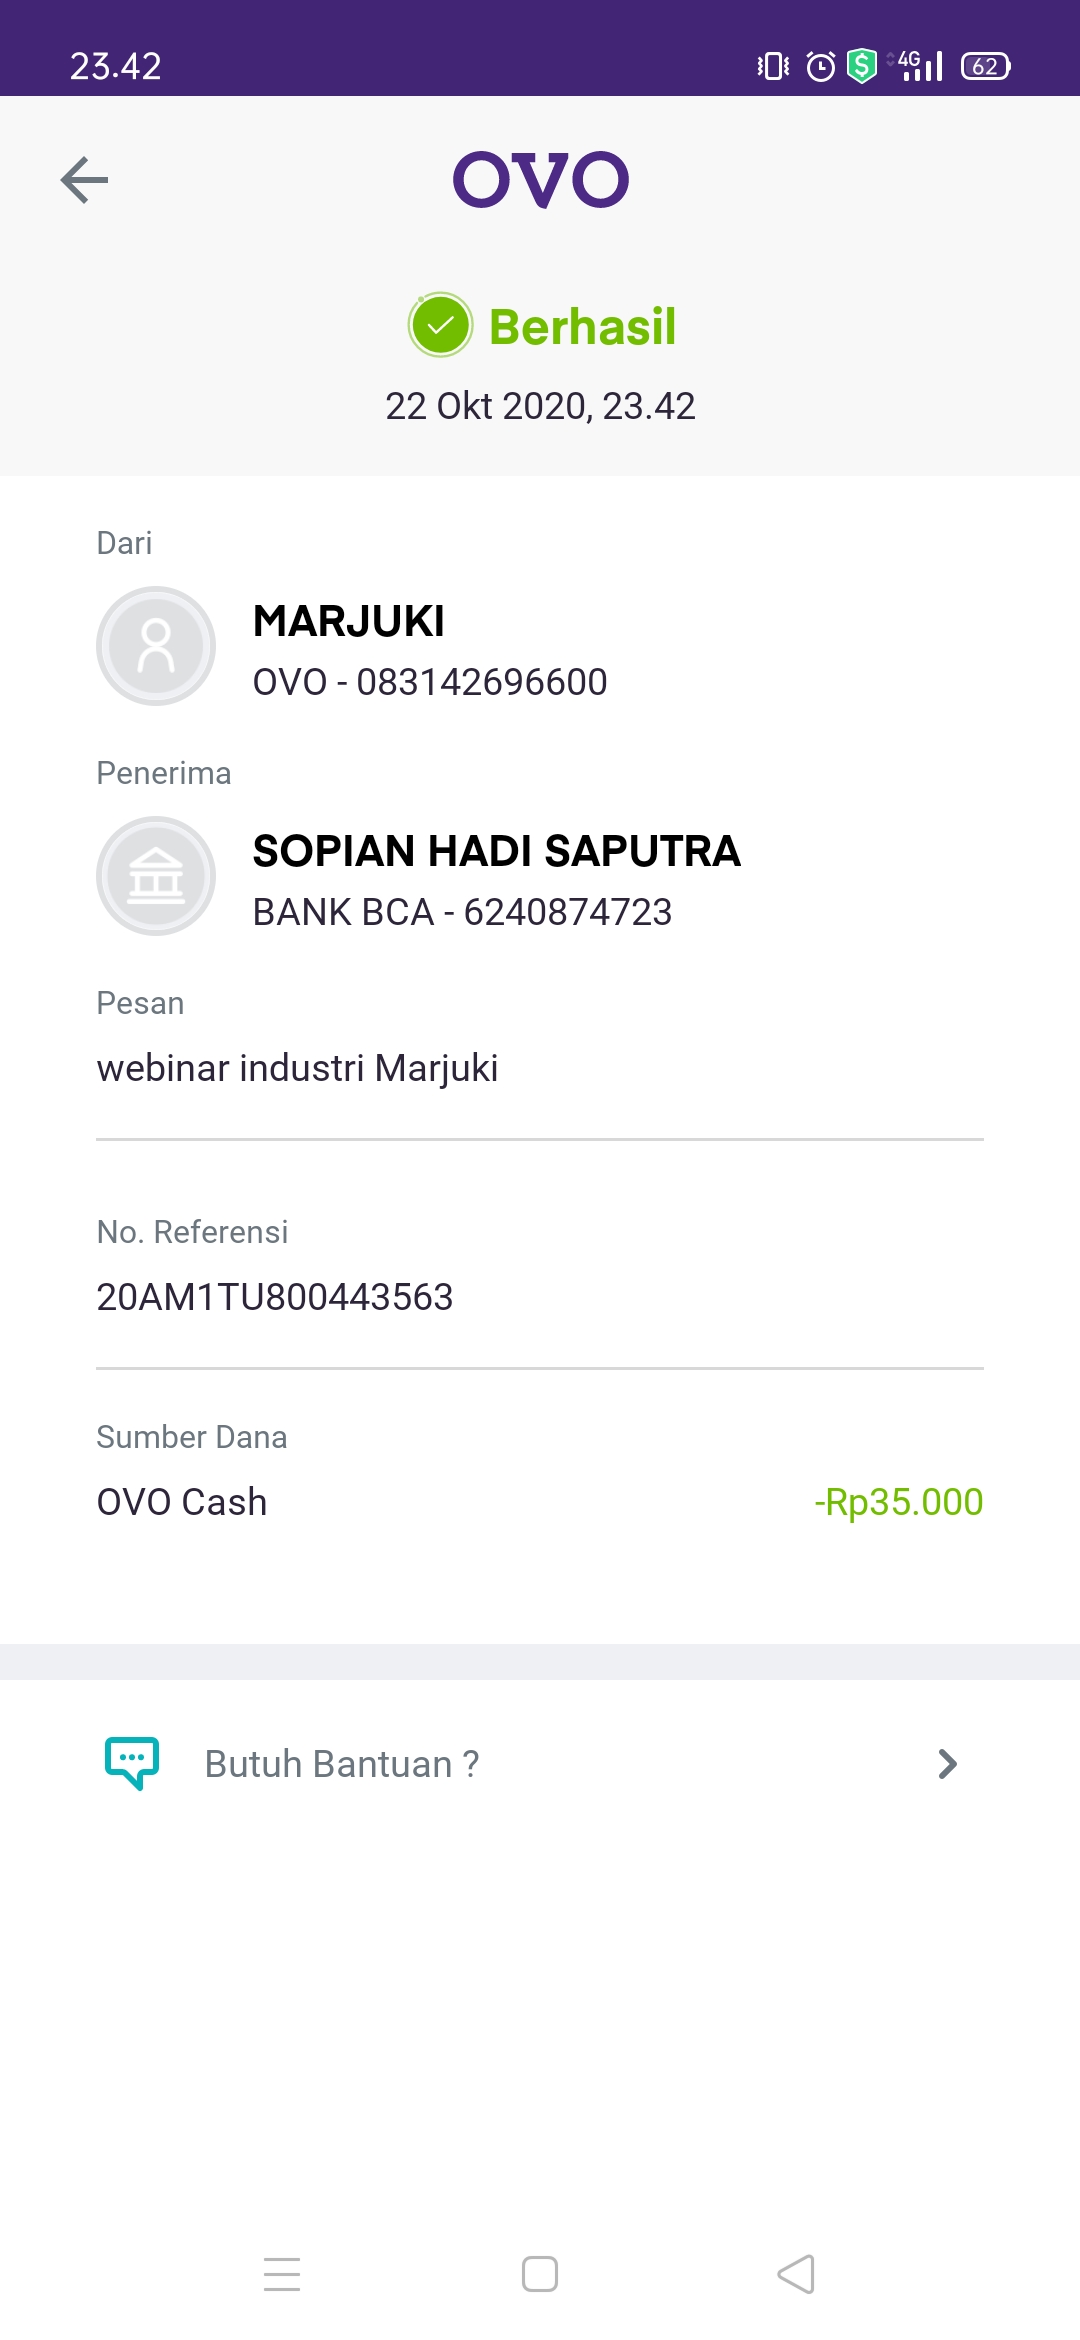 23.42
4G
62
OVO
Berhasil
22 Okt 2020, 23.42
Dari
MARJUKI
OVO - 083142696600
Penerima
SOPIAN HADI SAPUTRA
BANK BCA - 6240874723
Pesan
webinar industri Marjuki
No. Referensi
20AM1TU800443563
Sumber Dana
OVO Cash
-Rp35.000
Butuh Bantuan ?